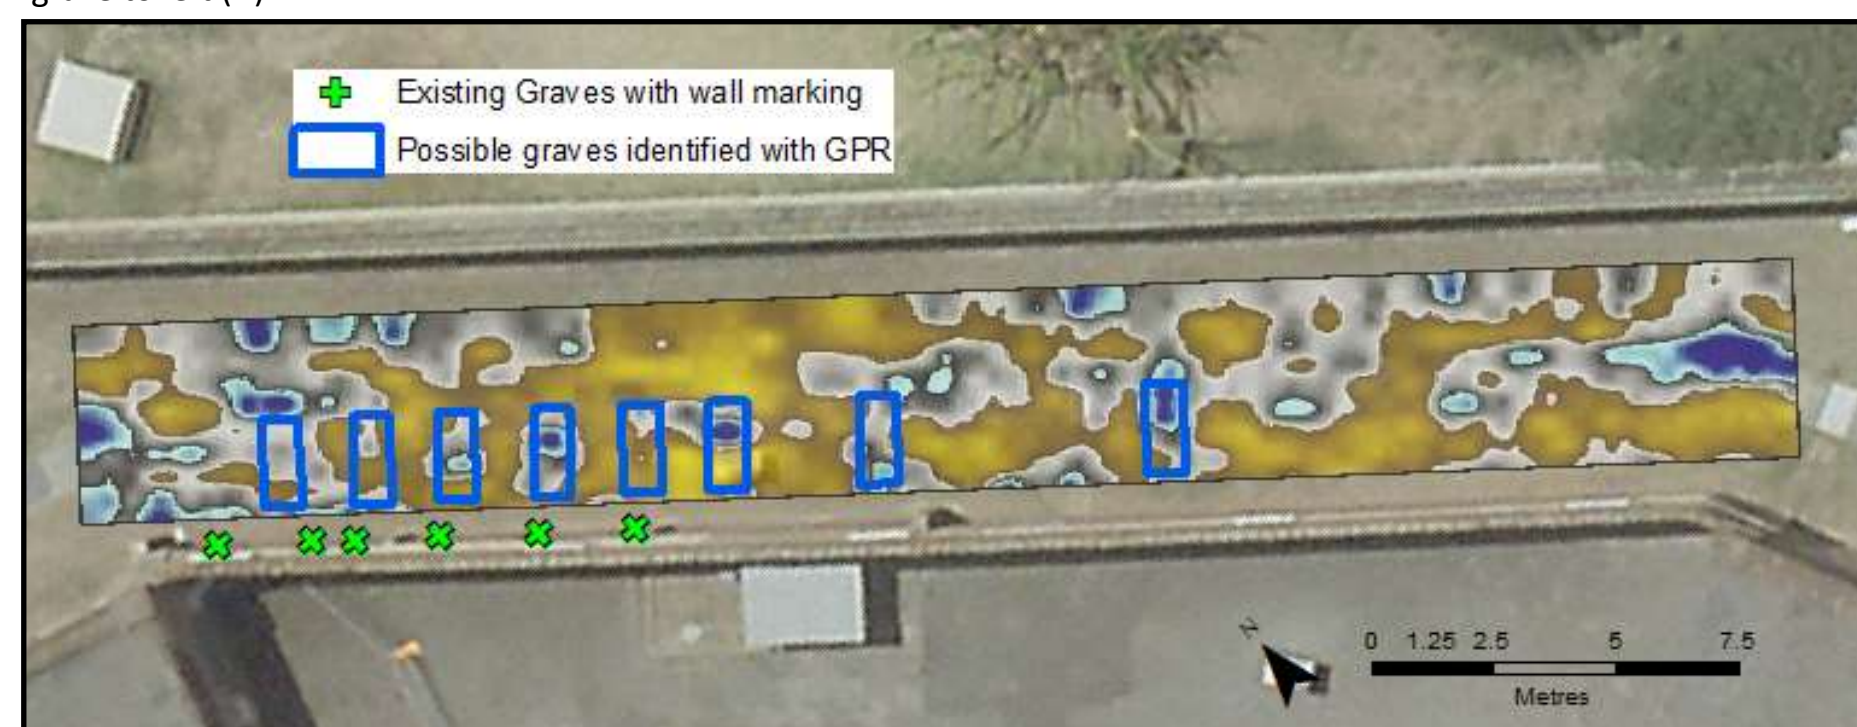 Existing Graves with wall marking
Possible graves identified with GPR
N
0 1.25 2.5 5 7.5
Metres